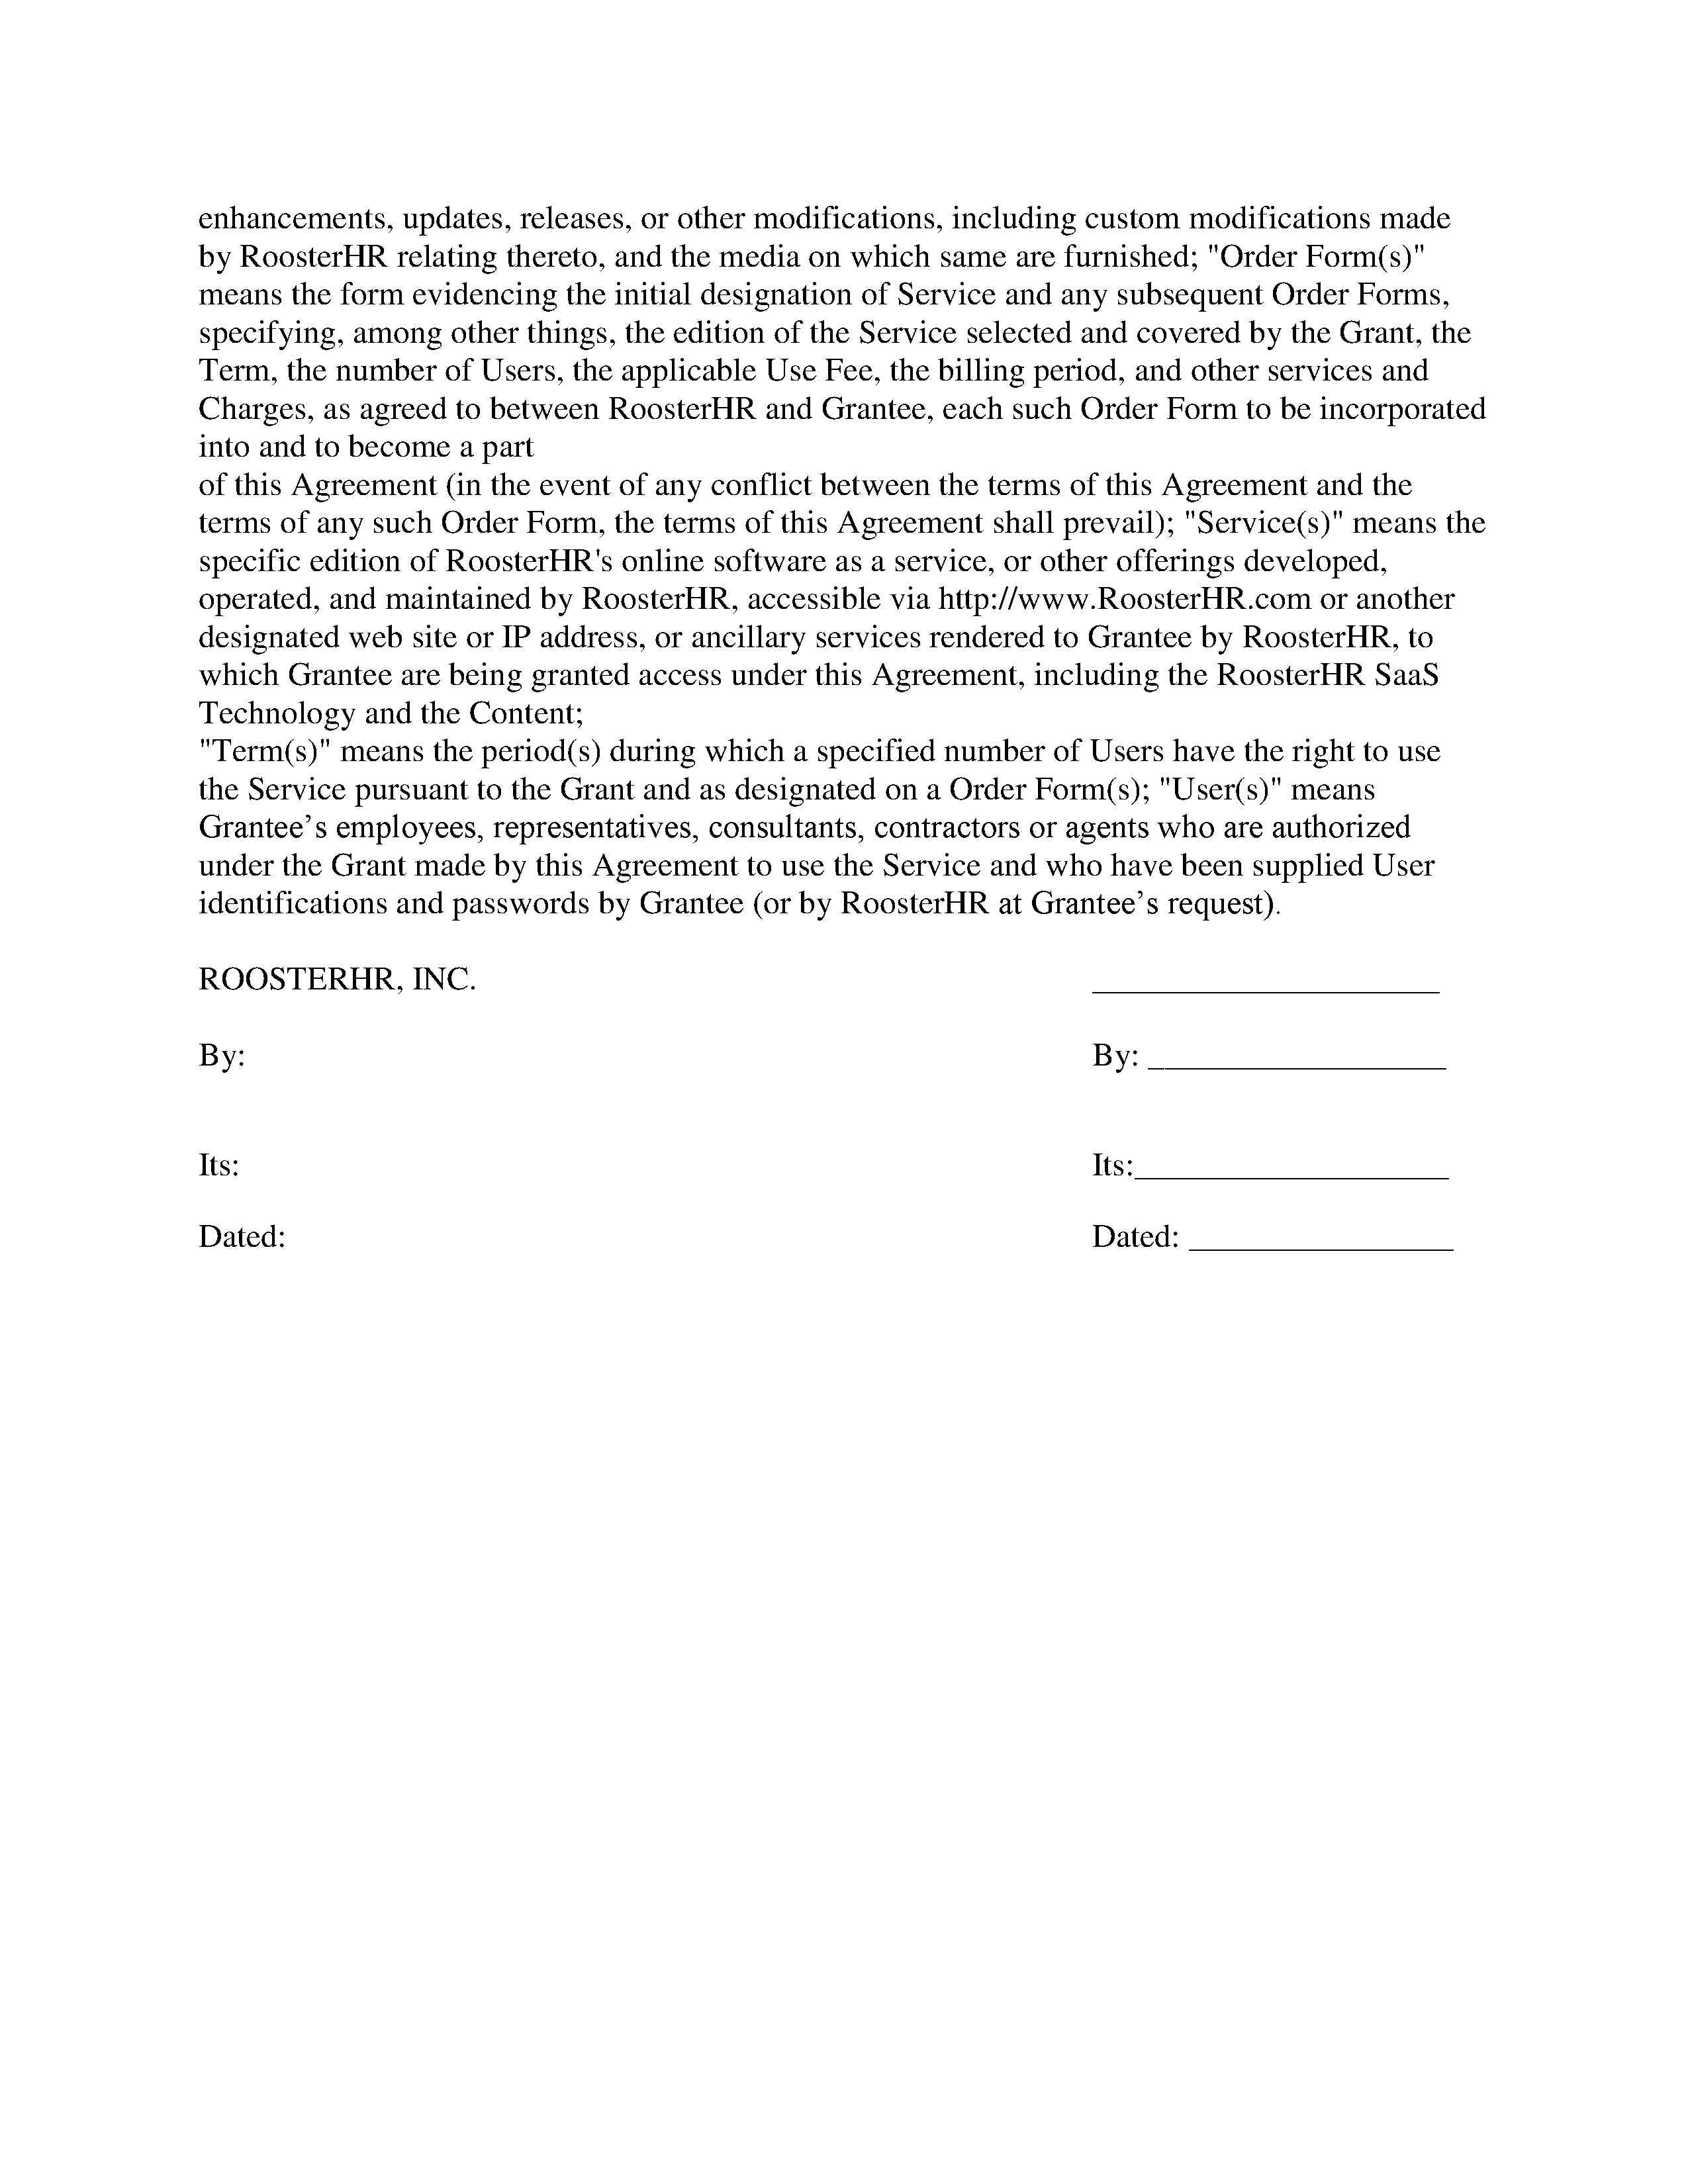 enhancements, updates, releases, or other modifications, including custom modifications made
by RoosterHR relating thereto, and the media on which same are furnished; "Order Form(s)"
means the form evidencing the initial designation of Service and any subsequent Order Forms,
specifying, among other things, the edition of the Service selected and covered by the Grant, the
Term, the number of Users, the applicable Use Fee, the billing period, and other services and
Charges, as agreed to between RoosterHR and Grantee, each such Order Form to be incorporated
into and to become a part
of this Agreement (in the event of any conflict between the terms of this Agreement and the
terms of any such Order Form, the terms of this Agreement shall prevail); "Service(s)" means the
specific edition of RoosterHR's online software as a service, or other offerings developed,
operated, and maintained by RoosterHR, accessible via http://www.RoosterHR.com or another
designated web site or IP address, or ancillary services rendered to Grantee by RoosterHR, to
which Grantee are being granted access under this Agreement, including the RoosterHR SaaS
Technology and the Content;
"Term(s)" means the period(s) during which a specified number of Users have the right to use
the Service pursuant to the Grant and as designated on a Order Form(s); "User(s)" means
Grantee’s employees, representatives, consultants, contractors or agents who are authorized
under the Grant made by this Agreement to use the Service and who have been supplied User
identifications and passwords by Grantee (or by RoosterHR at Grantee’s request).
ROOSTERHR, INC. _____________________
By: By: __________________
Its: Its:___________________
Dated: Dated: ________________